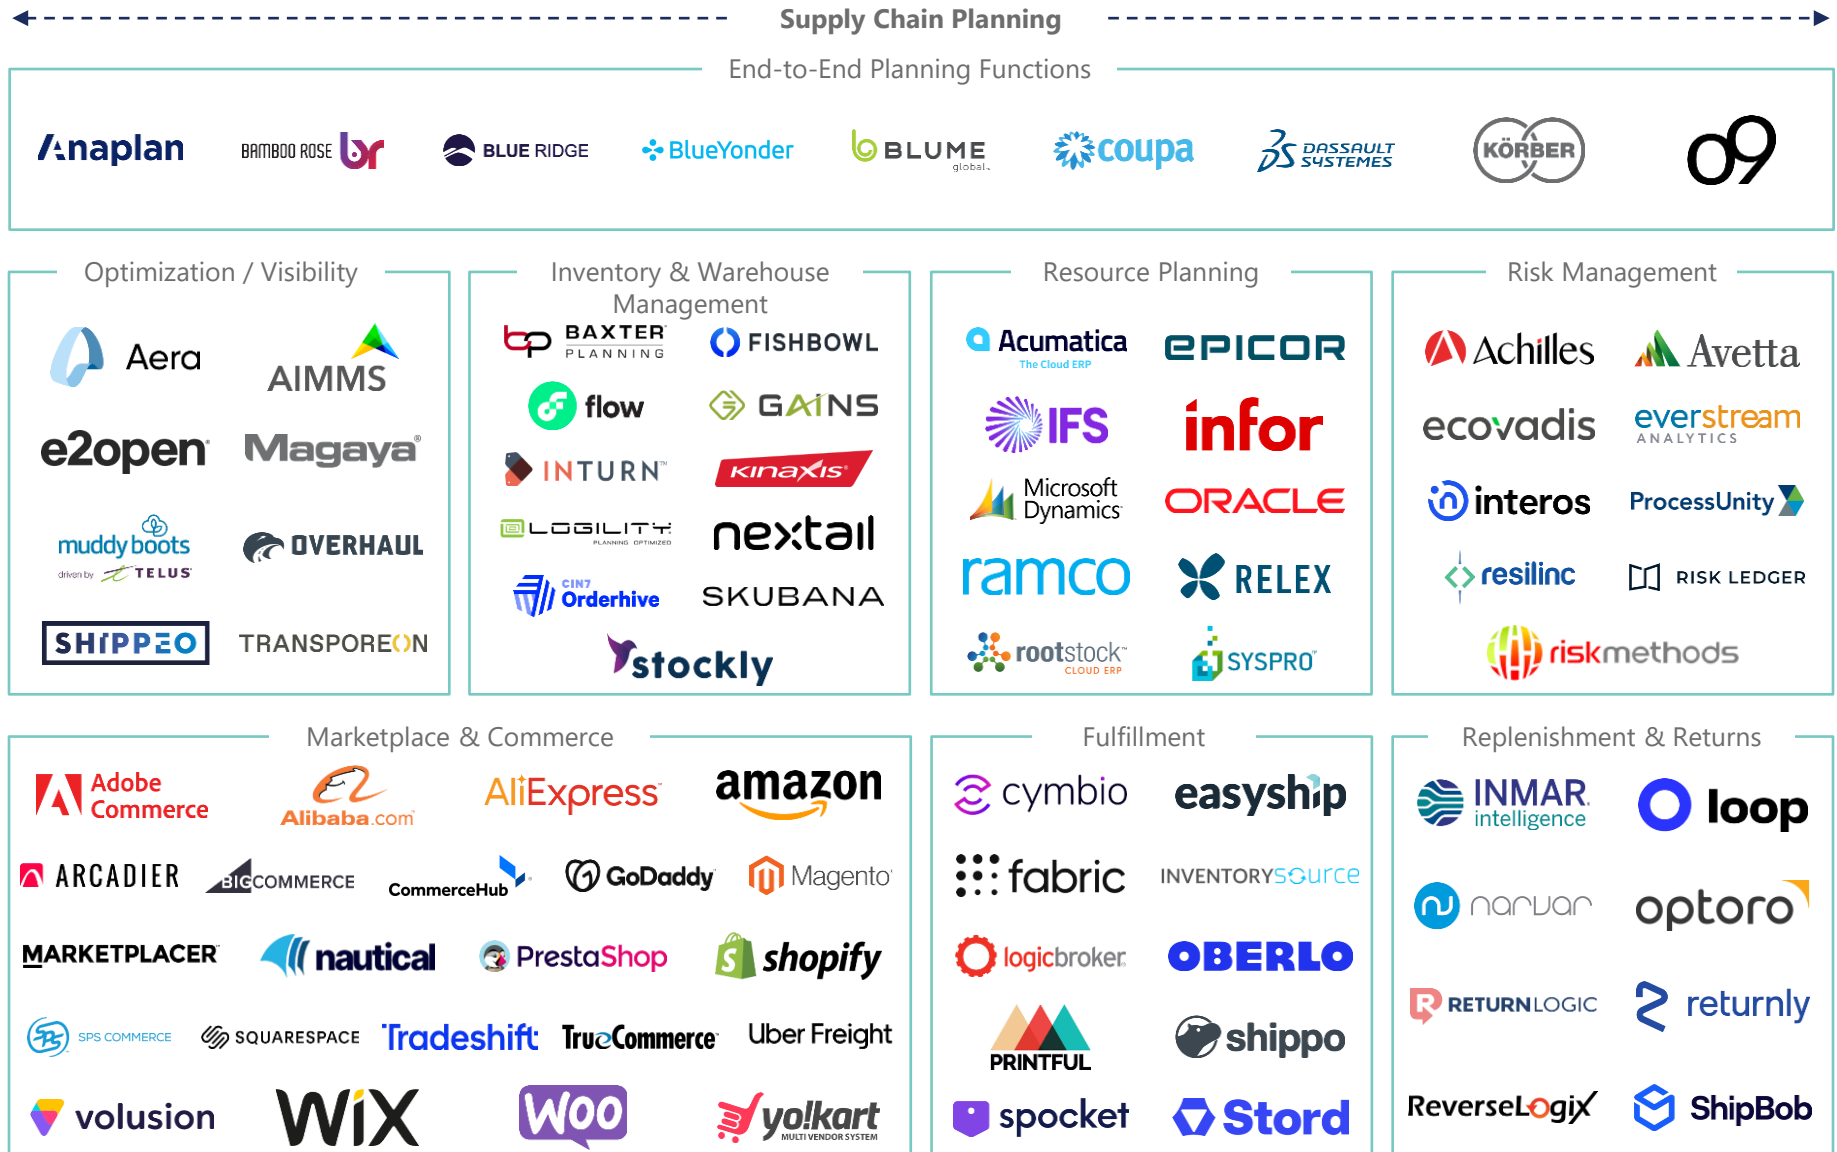 Supply Chain Planning
End-to-End Planning Functions
Anaplan
BAMBOO ROSE br
BLUE RIDGE
BlueYonder
BLUME
global
coupa
DASSAULT
SYSTEMES
KÖRBER
o9
Optimization / Visibility
Aera
AIMMS
e2open
Magaya®
muddy boots
driven by TELUS
OVERHAUL
SHIPPEO
TRANSPOREON
Inventory & Warehouse
Management
bp BAXTER
PLANNING
FISHBOWL
flow
GAINS
INTURN™
KINAXIS®
LOGILITY
PLANNING OPTIMIZED
nextail
CIN7
Orderhive
SKUBANA
stockly
Resource Planning
Acumatica
The Cloud ERP
EPICOR
IFS
infor
Microsoft
Dynamics
ORACLE
ramco
RELEX
rootstock™
CLOUD ERP
SYSPRO™
Risk Management
Achilles
Avetta
ecovadis
everstream
ANALYTICS
interos
ProcessUnity
resilinc
RISK LEDGER
riskmethods
Marketplace & Commerce
Adobe
Commerce
Alibaba.com
AliExpress
amazon
ARCADIER
BIGCOMMERCE
CommerceHub
GoDaddy
Magento
MARKETPLACER
nautical
PrestaShop
shopify
SPS SPS COMMERCE
SQUARESPACE
Tradeshift
TrueCommerce
Uber Freight
volusion
WiX
WOO
yo!kart
MULTI VENDOR SYSTEM
Fulfillment
cymbio
easyship
fabric
INVENTORYSOURCE
logicbroker
OBERLO
PRINTFUL
shippo
spocket
Stord
Replenishment & Returns
INMAR
intelligence
loop
narvar
optoro
RETURNLOGIC
returnly
ReverseLogix
ShipBob